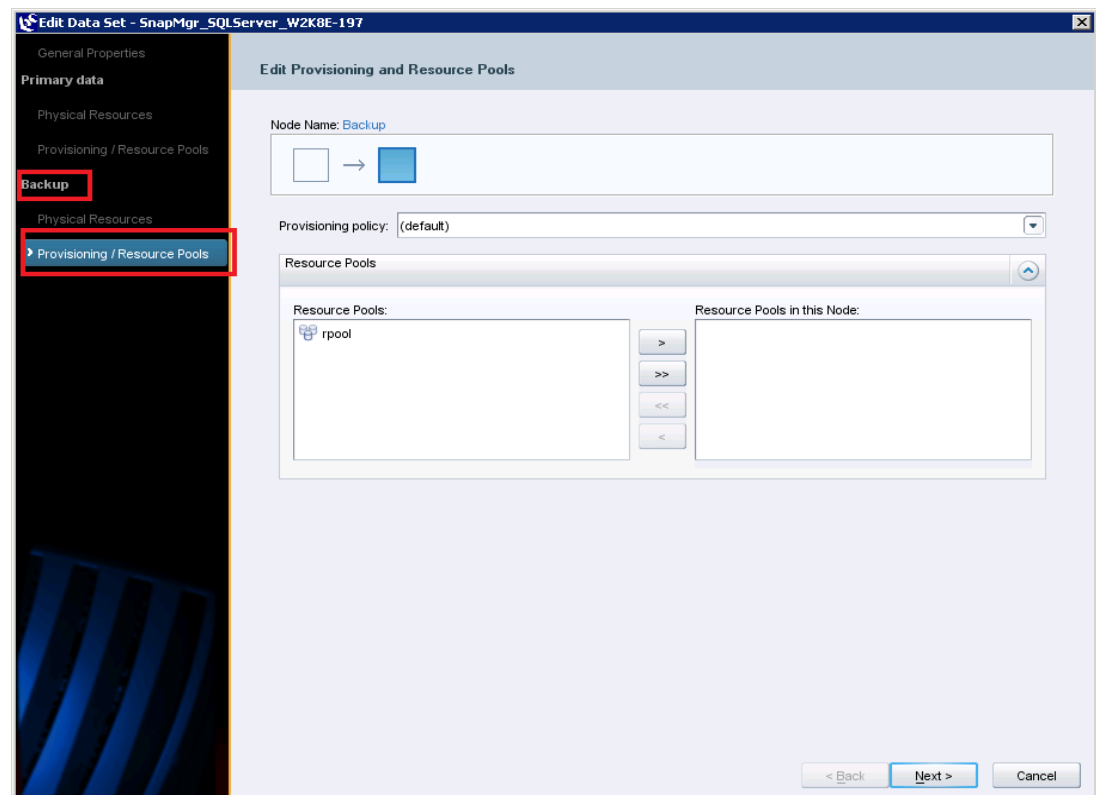 Edit Data Set - SnapMgr_SQLServer_W2K8E-197
General Properties
Primary data
Physical Resources
Provisioning / Resource Pools
Backup
Physical Resources
Provisioning / Resource Pools
Edit Provisioning and Resource Pools
Node Name: Backup
Provisioning policy: (default)
Resource Pools
Resource Pools:
rpool
>
>>
<<
<
Resource Pools in this Node:
< Back
Next >
Cancel